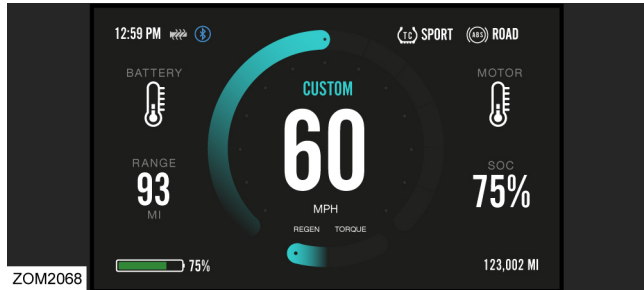 12:59 PM
TC SPORT
ABS ROAD
BATTERY
MOTOR
CUSTOM
60
MPH
RANGE
93
MI
SOC
75%
REGEN TORQUE
75%
123,002 MI
ZOM2068